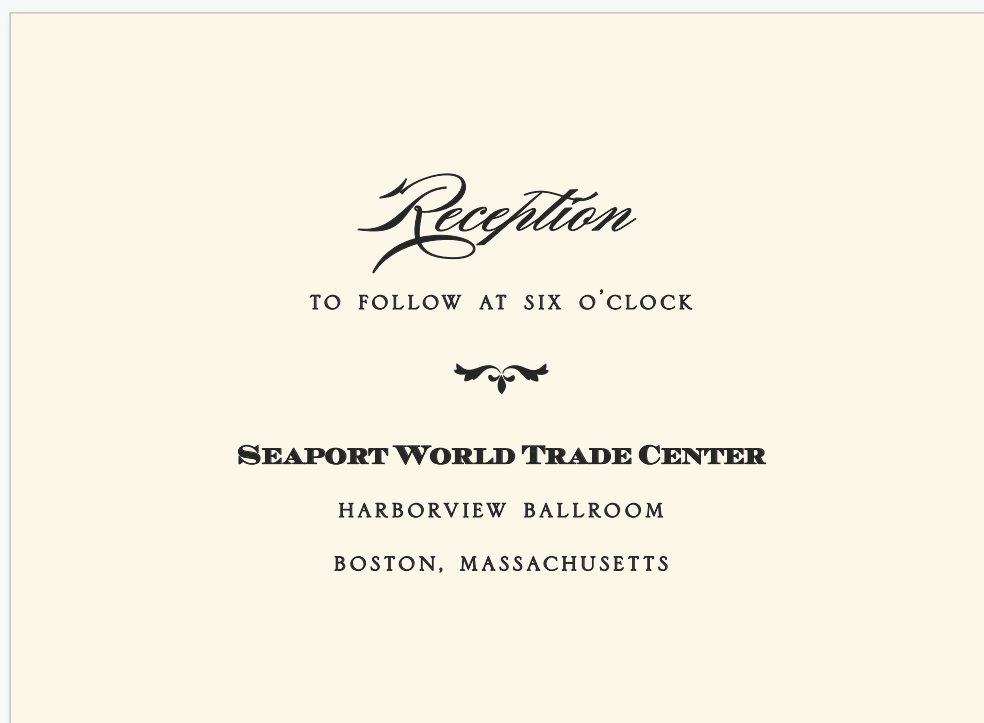 Reception
TO FOLLOW AT SIX O'CLOCK
SEAPORT WORLD TRADE CENTER
HARBORVIEW BALLROOM
BOSTON, MASSACHUSETTS